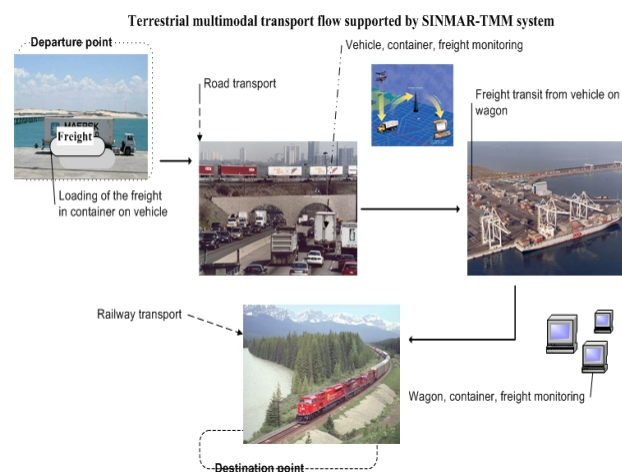 Terrestrial multimodal transport flow supported by SINMAR-TMM system
Departure point
Vehicle, container, freight monitoring
Road transport
Freight transit from vehicle on
wagon
MAERSK
Freight
Loading of the freight
in container on vehicle
Railway transport
Wagon, container, freight monitoring
Destination point